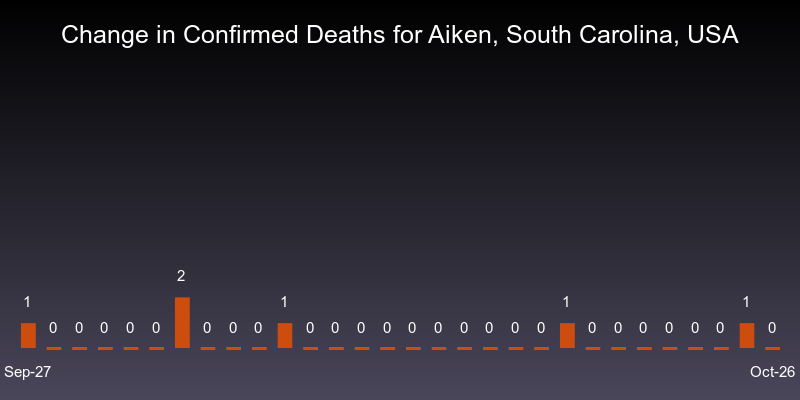 Change in Confirmed Deaths for Aiken, South Carolina, USA
2
1 1 1 1
0 0 0 0 0 0 0 0 0 0 0 0 0 0 0 0 0 0 0 0 0 0 0 0 0
Sep-27 Oct-26